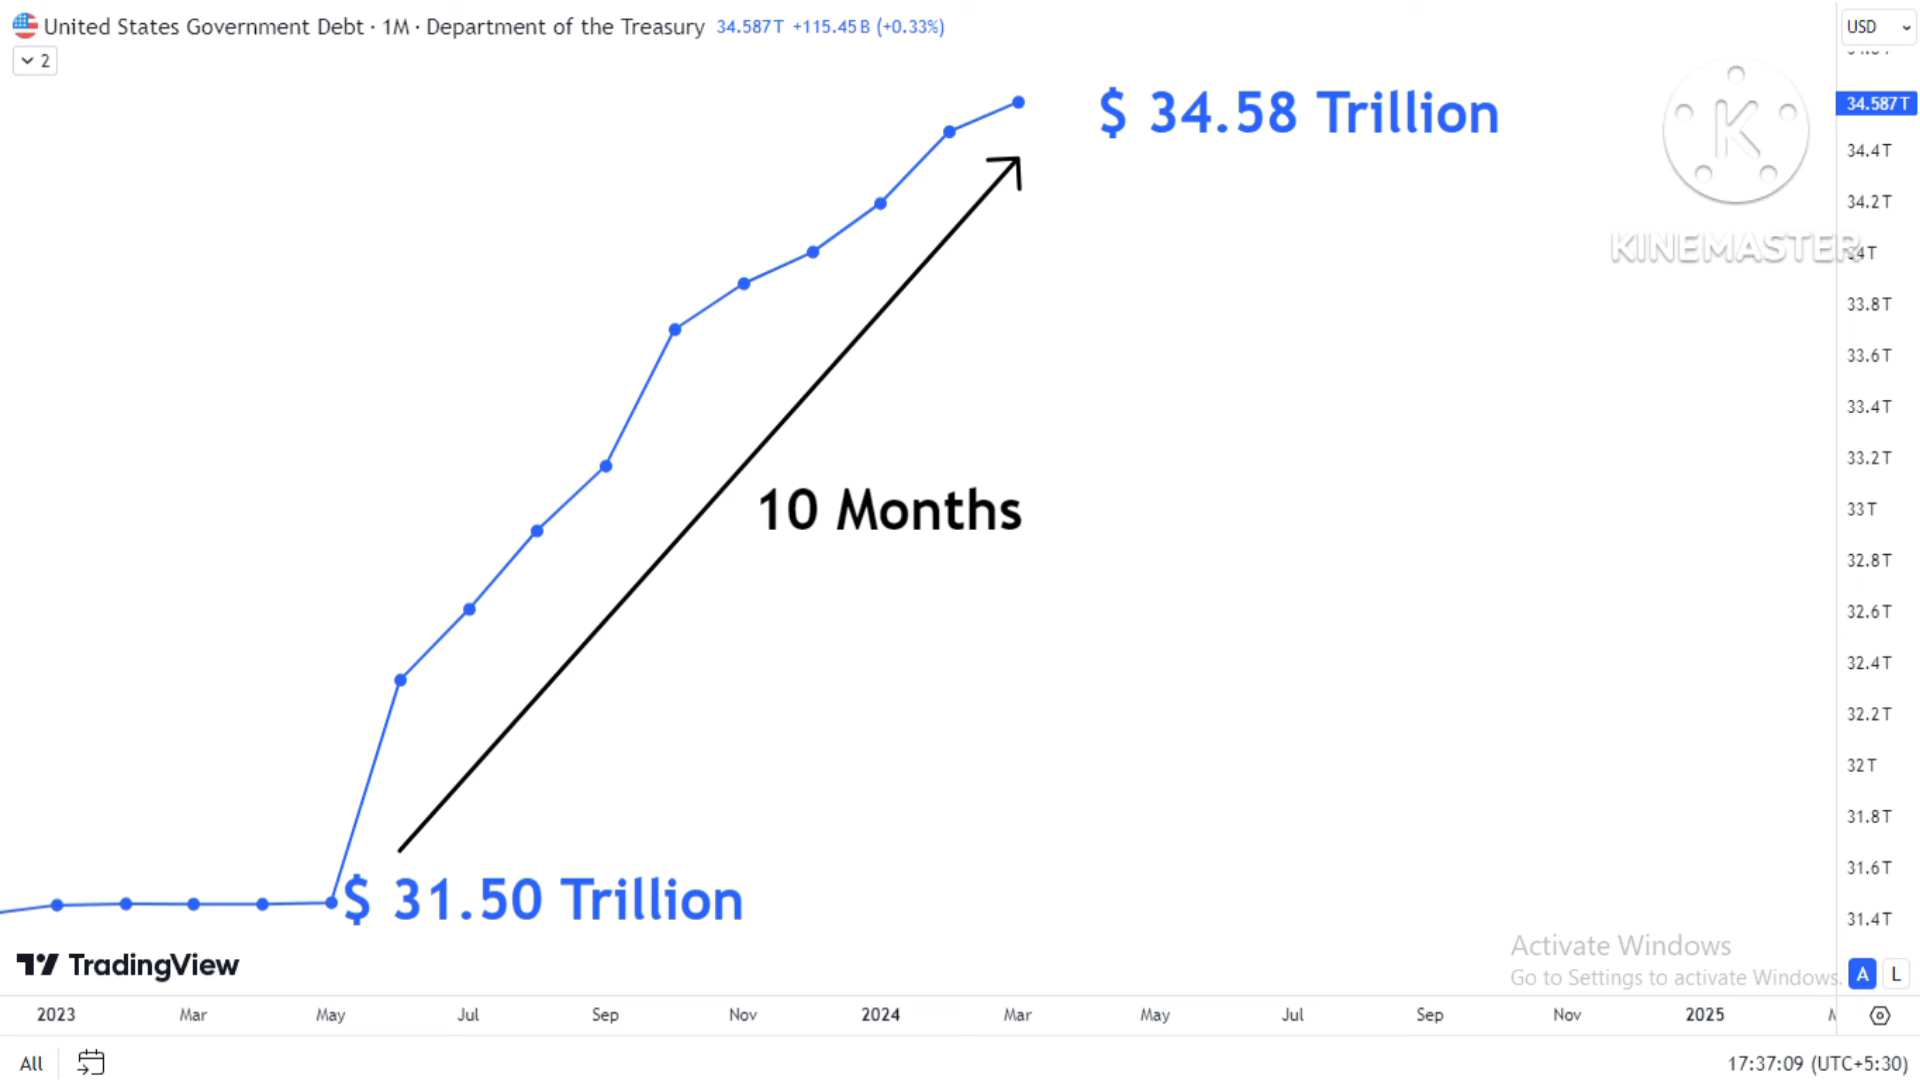 United States Government Debt · 1M · Department of the Treasury 34.587T +115.45B (+0.33%)
USD
2
$ 34.58 Trillion
34.587T
34.4T
34.2T
K
KINEMASTER
34T
33.8T
33.6T
33.4T
33.2T
10 Months
33T
32.8T
32.6T
32.4T
32.2T
32T
31.8T
31.6T
$ 31.50 Trillion
31.4T
TradingView
Activate Windows
Go to Settings to activate Windows.
A L
2023 Mar May Jul Sep Nov 2024 Mar May Jul Sep Nov 2025
All
17:37:09 (UTC+5:30)